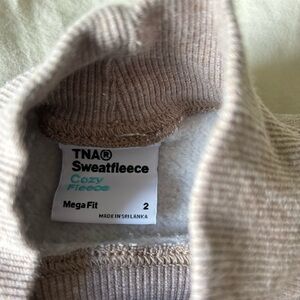 TNA®
Sweatfleece
Cozy
Fleece
Mega Fit 2
MADE IN SRI LANKA